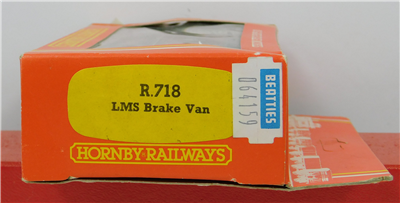 R.718
LMS Brake Van
BEATTIES
064159
HORNBY RAILWAYS